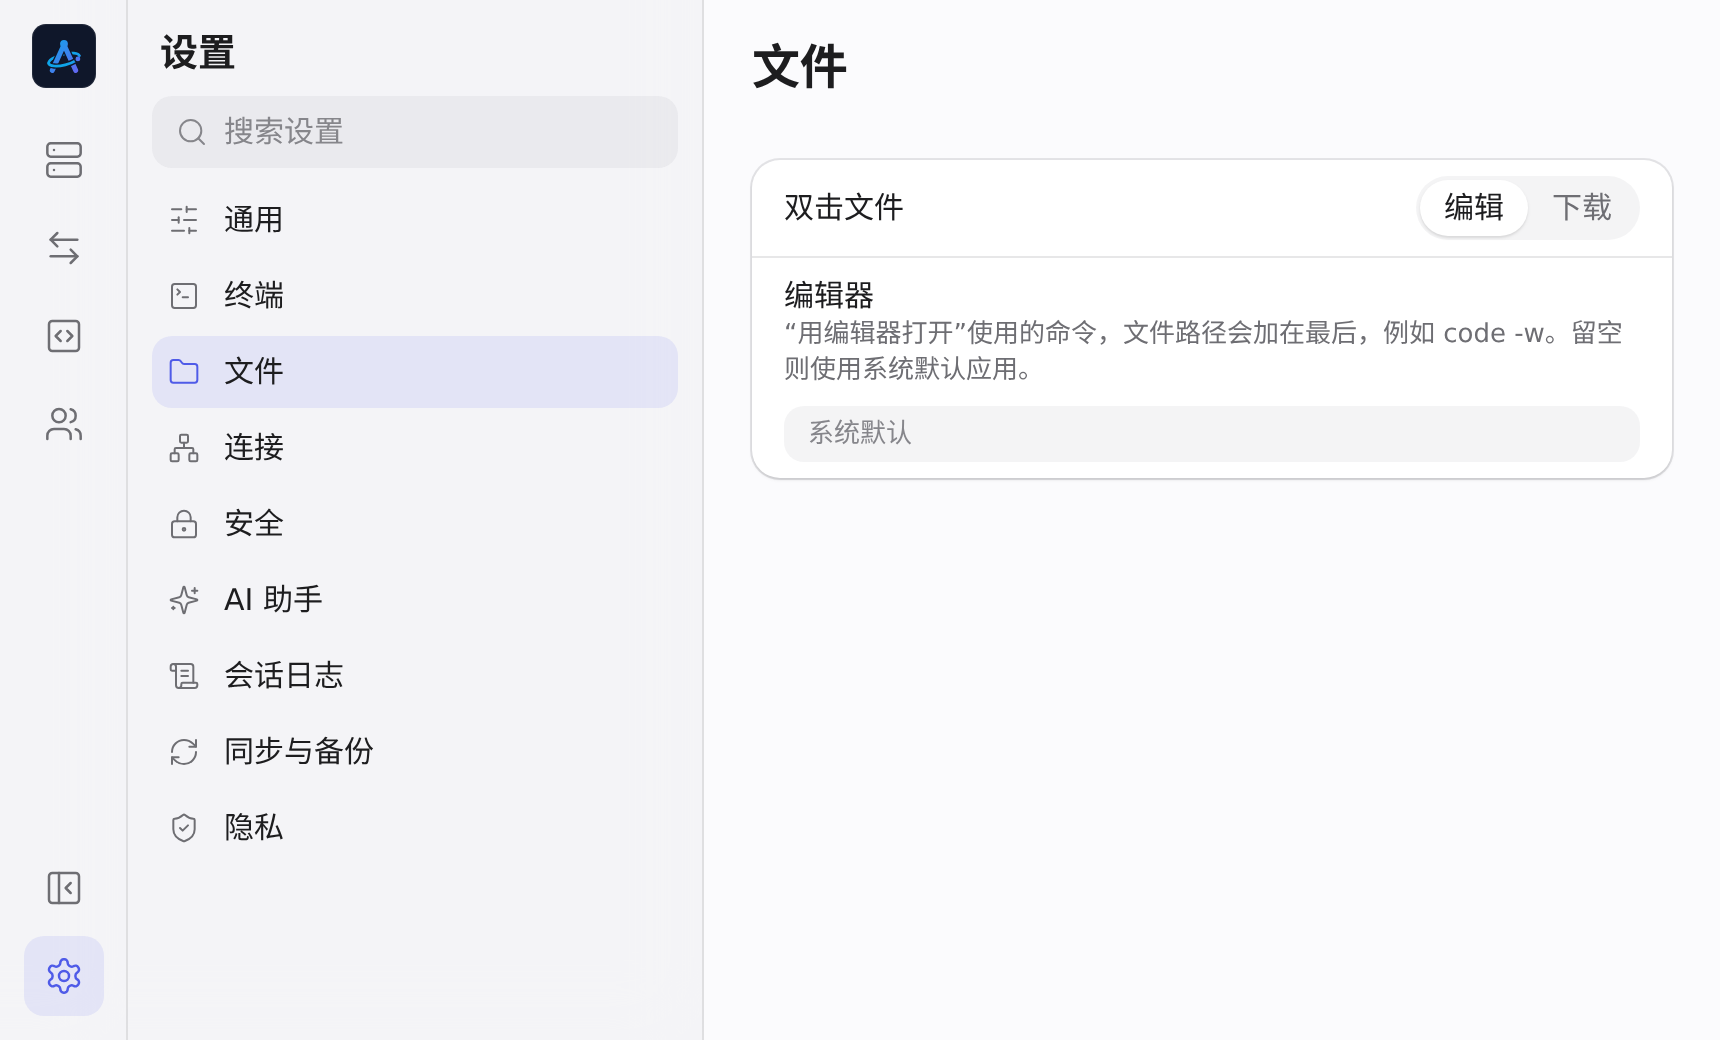 设置
搜索设置
通用
终端
文件
连接
安全
AI 助手
会话日志
同步与备份
隐私
文件
双击文件
编辑
下载
编辑器
“用编辑器打开”使用的命令，文件路径会加在最后，例如 code -w。留空
则使用系统默认应用。
系统默认